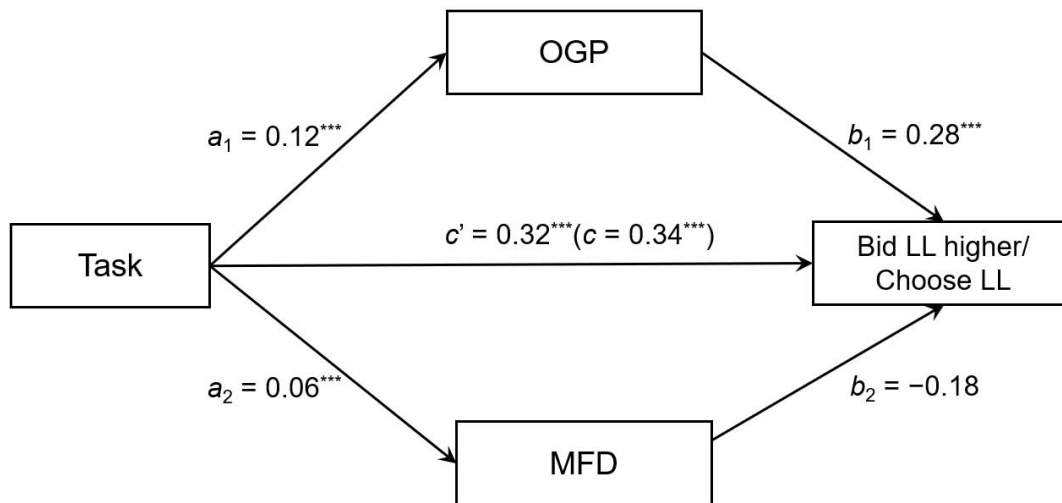 OGP
a₁ = 0.12***
b₁ = 0.28***
Task
c’ = 0.32***(c = 0.34***)
Bid LL higher/
Choose LL
a₂ = 0.06***
b₂ = −0.18
MFD